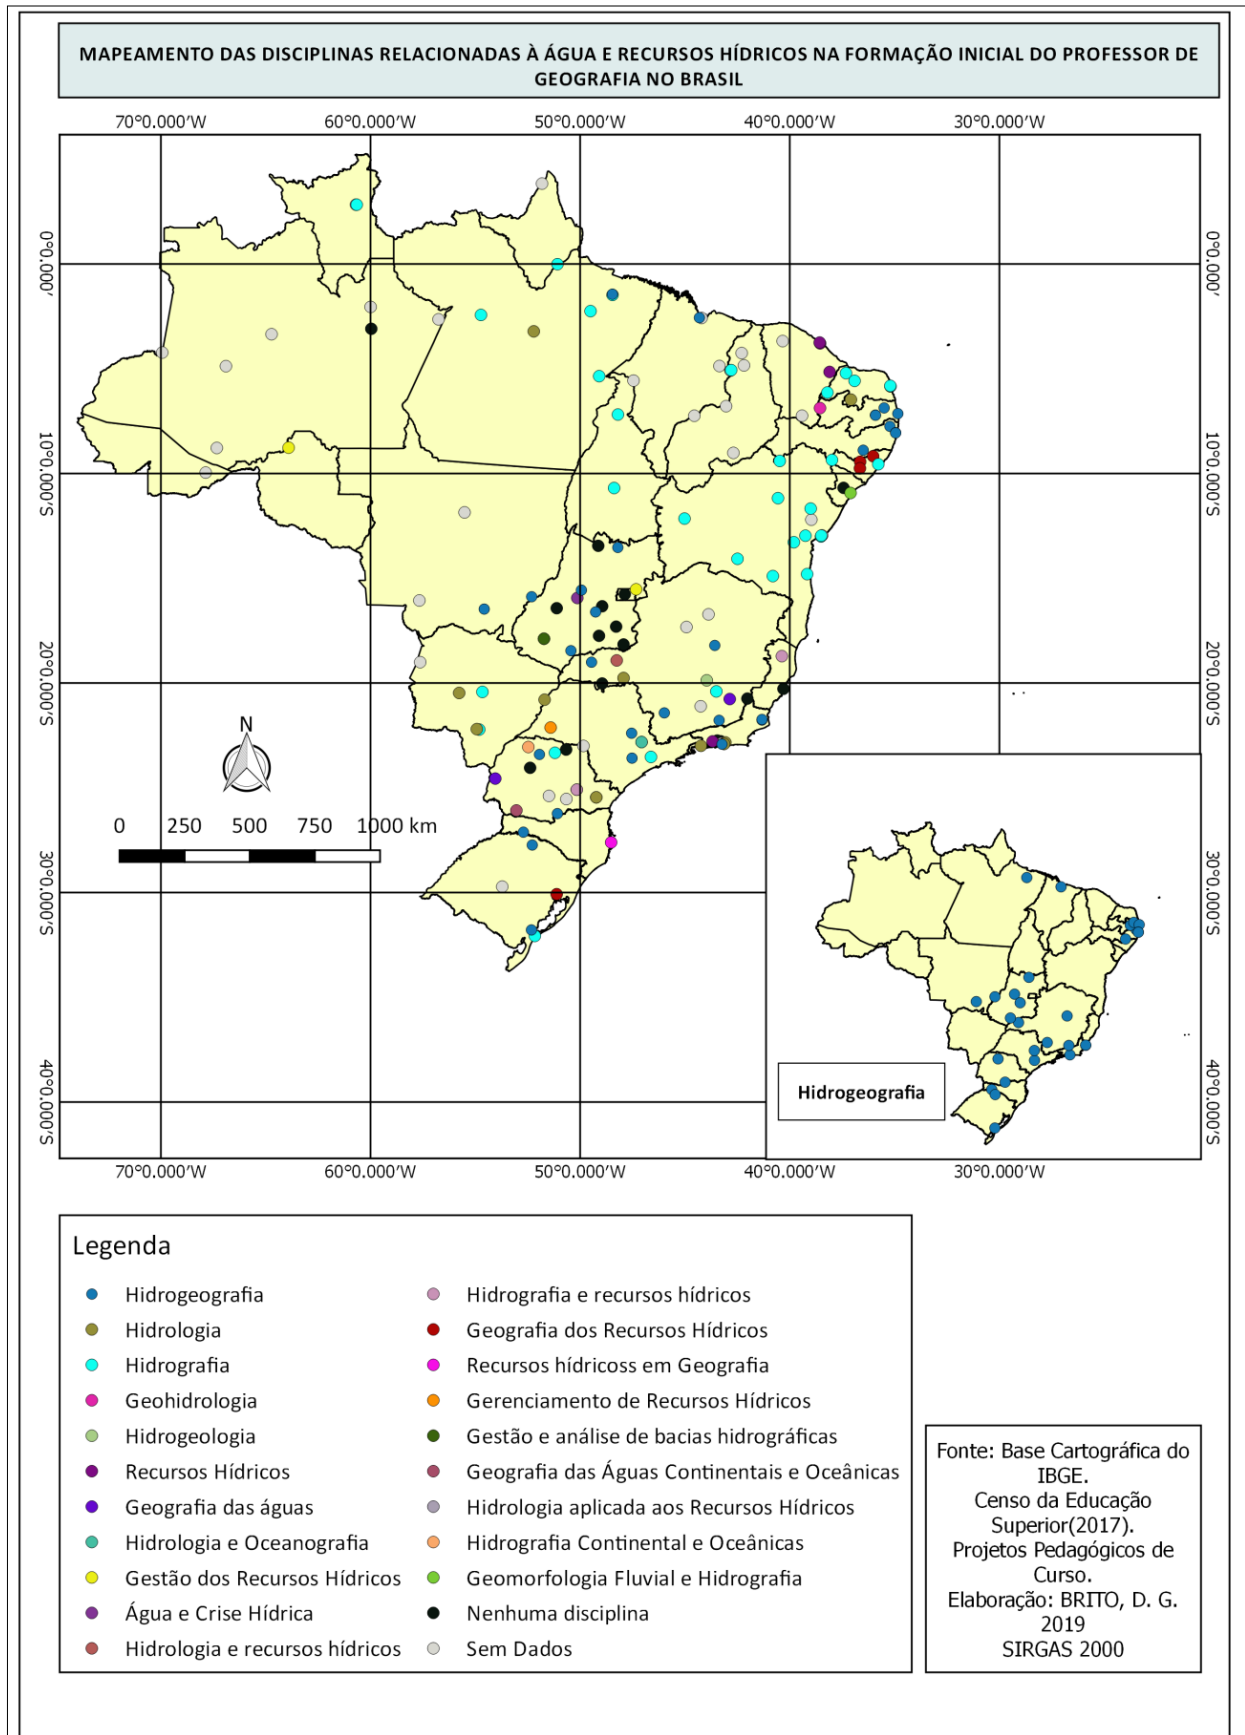 MAPEAMENTO DAS DISCIPLINAS RELACIONADAS À ÁGUA E RECURSOS HÍDRICOS NA FORMAÇÃO INICIAL DO PROFESSOR DE
GEOGRAFIA NO BRASIL
70°0.000'W 60°0.000'W 50°0.000'W 40°0.000'W 30°0.000'W
0°0.000' 0°0.000'
10°0.000'S 10°0.000'S
20°0.000'S 20°0.000'S
N
0 250 500 750 1000 km
30°0.000'S 30°0.000'S
40°0.000'S 40°0.000'S
Hidrogeografia
70°0.000'W 60°0.000'W 50°0.000'W 40°0.000'W 30°0.000'W
Legenda
Hidrogeografia
Hidrologia
Hidrografia
Geohidrologia
Hidrogeologia
Recursos Hídricos
Geografia das águas
Hidrologia e Oceanografia
Gestão dos Recursos Hídricos
Água e Crise Hídrica
Hidrologia e recursos hídricos
Hidrografia e recursos hídricos
Geografia dos Recursos Hídricos
Recursos hídricoss em Geografia
Gerenciamento de Recursos Hídricos
Gestão e análise de bacias hidrográficas
Geografia das Águas Continentais e Oceânicas
Hidrologia aplicada aos Recursos Hídricos
Hidrografia Continental e Oceânicas
Geomorfologia Fluvial e Hidrografia
Nenhuma disciplina
Sem Dados
Fonte: Base Cartográfica do
IBGE.
Censo da Educação
Superior(2017).
Projetos Pedagógicos de
Curso.
Elaboração: BRITO, D. G.
2019
SIRGAS 2000